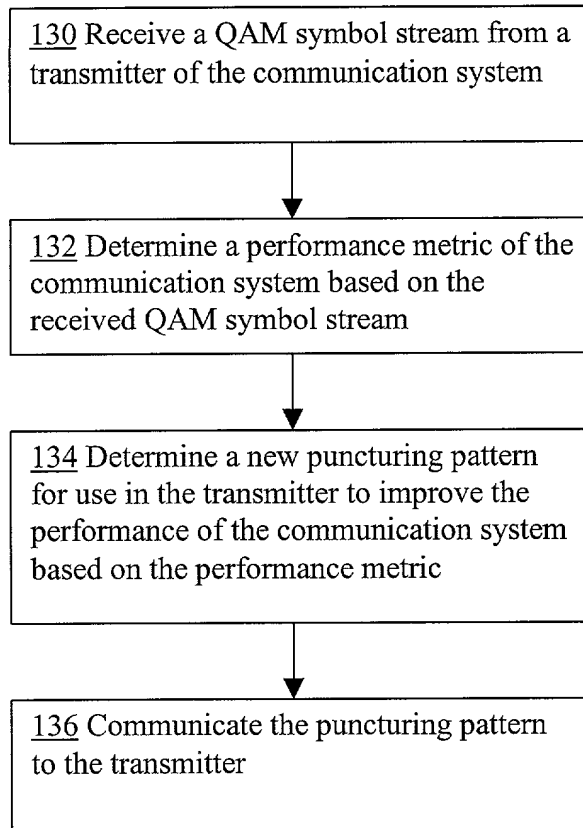 130 Receive a QAM symbol stream from a
transmitter of the communication system
132 Determine a performance metric of the
communication system based on the
received QAM symbol stream
134 Determine a new puncturing pattern
for use in the transmitter to improve the
performance of the communication system
based on the performance metric
136 Communicate the puncturing pattern
to the transmitter